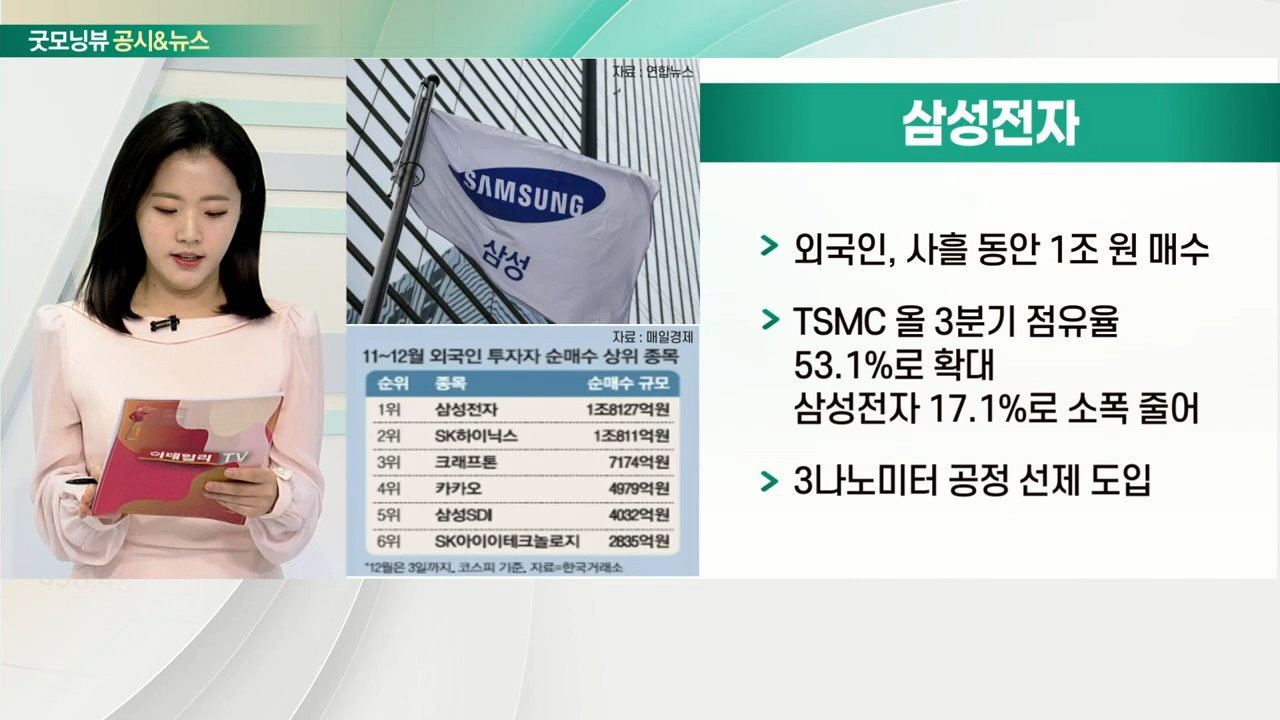 굿모닝뷰 공시&뉴스
자료 : 연합뉴스
SAMSUNG
삼성
이데일리 TV
자료 : 매일경제
11~12월 외국인 투자자 순매수 상위 종목
순위 종목 순매수 규모
1위 삼성전자 1조8127억원
2위 SK하이닉스 1조811억원
3위 크래프톤 7174억원
4위 카카오 4979억원
5위 삼성SDI 4032억원
6위 SK아이이테크놀로지 2835억원
*12월은 3일까지, 코스피 기준, 자료=한국거래소
삼성전자
> 외국인, 사흘 동안 1조 원 매수
> TSMC 올 3분기 점유율
53.1%로 확대
삼성전자 17.1%로 소폭 줄어
> 3나노미터 공정 선제 도입